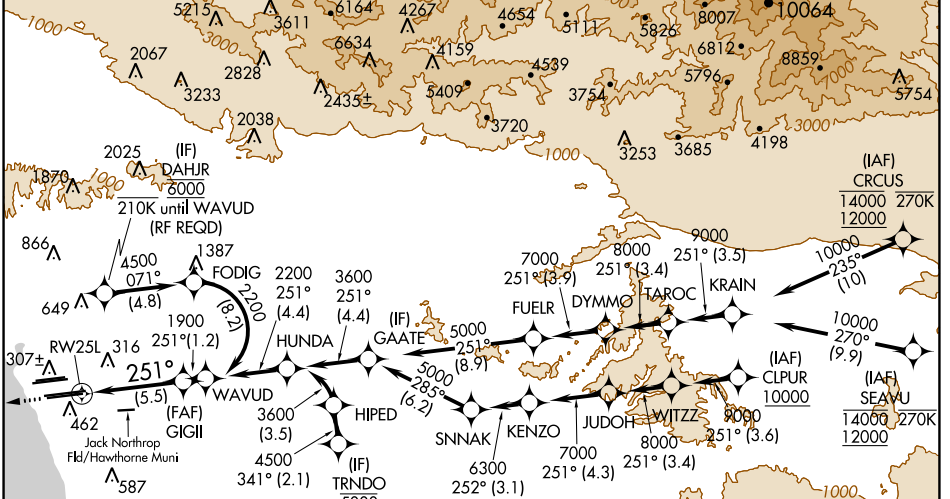 5215
3611
6164
4267
4654
5111
5826
8007
10064
2067
3000
2828
6634
4159
6812
8859
7000
3233
2435±
5409
4539
3754
5796
5754
2038
3720
3253
3685
4198
3000
1000
1000
2025
1870
1000
(IF)
DAHJR
6000
210K until WAVUD
(RF REQD)
(IAF)
CRCUS
14000 270K
12000
866
4500
071°
(4.8)
1387
FODIG
2200
(8.2)
649
2200
251°
(4.4)
3600
251°
(4.4)
7000
251° (3.9)
8000
251° (3.4)
9000
251° (3.5)
10000
235°
(10)
KRAIN
TAROC
DYMMO
FUELR
1900
251°(1.2)
HUNDA
(IF)
GAATE
5000
251°
(8.9)
10000
270°
(9.9)
307±
RW25L
316
251°
(5.5)
WAVUD
(FAF)
GIGII
462
Jack Northrop
Fld/Hawthorne Muni
587
3600
(3.5)
HIPED
4500
341° (2.1)
(IF)
TRNDO
5000
285°
(6.2)
SNNAK
KENZO
JUDOH
WITZZ
6300
252° (3.1)
7000
251° (4.3)
8000
251° (3.4)
9000
251° (3.6)
(IAF)
CLPUR
10000
(IAF)
SEAVU
14000 270K
12000
1000